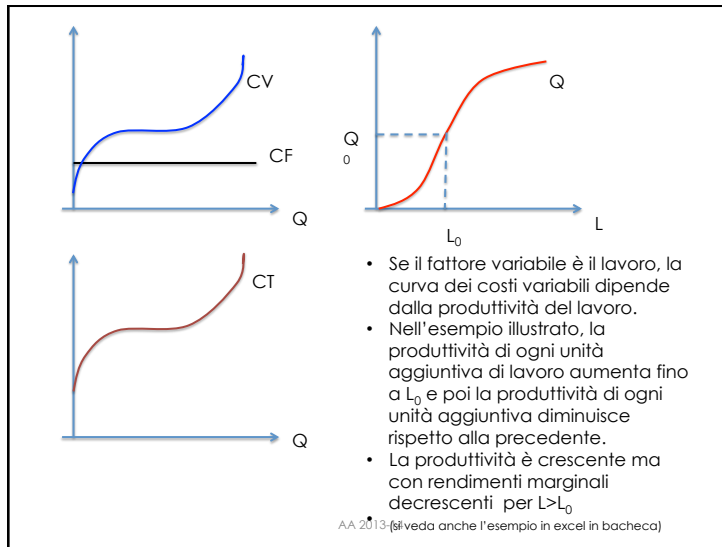 CV
CF
Q
Q
Q
0
L
L0
CT
Q
• Se il fattore variabile è il lavoro, la
curva dei costi variabili dipende
dalla produttività del lavoro.
• Nell'esempio illustrato, la
produttività di ogni unità
aggiuntiva di lavoro aumenta fino
a L0 e poi la produttività di ogni
unità aggiuntiva diminuisce
rispetto alla precedente.
• La produttività è crescente ma
con rendimenti marginali
decrescenti per L>L0
• (si veda anche l'esempio in excel in bacheca)
AA 2013-14